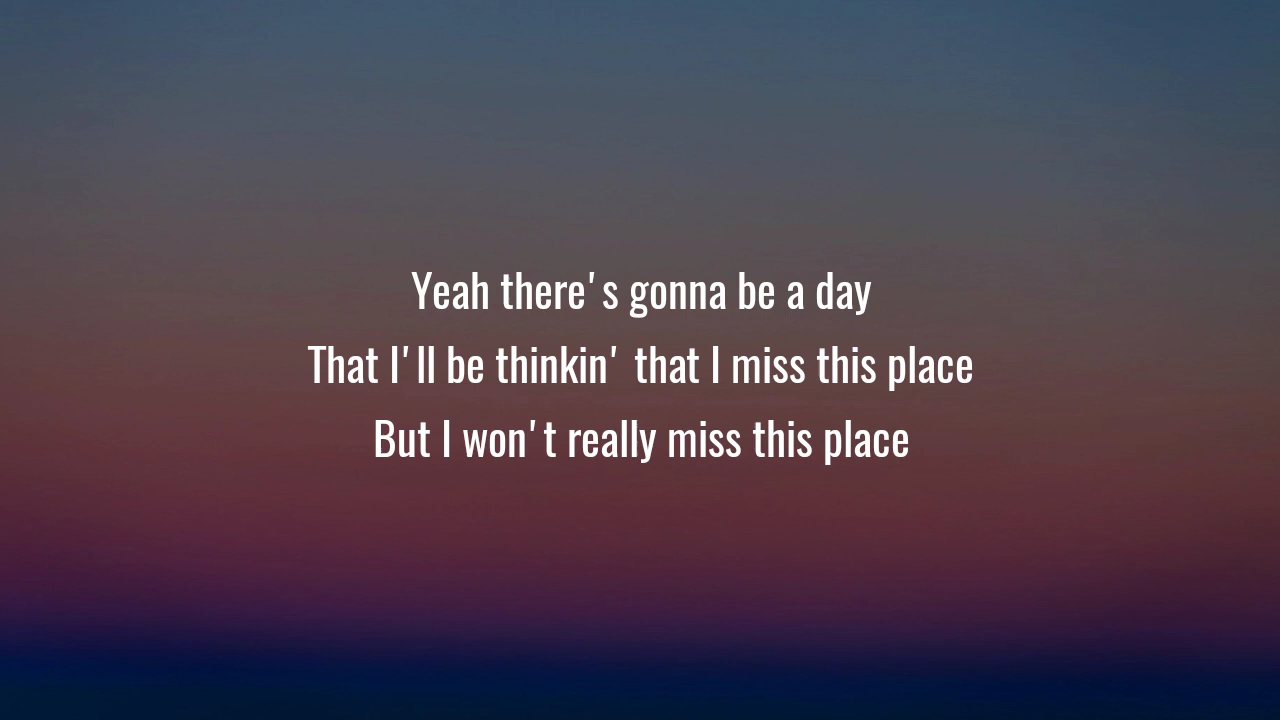 Yeah there's gonna be a day
That I'll be thinkin' that I miss this place
But I won't really miss this place